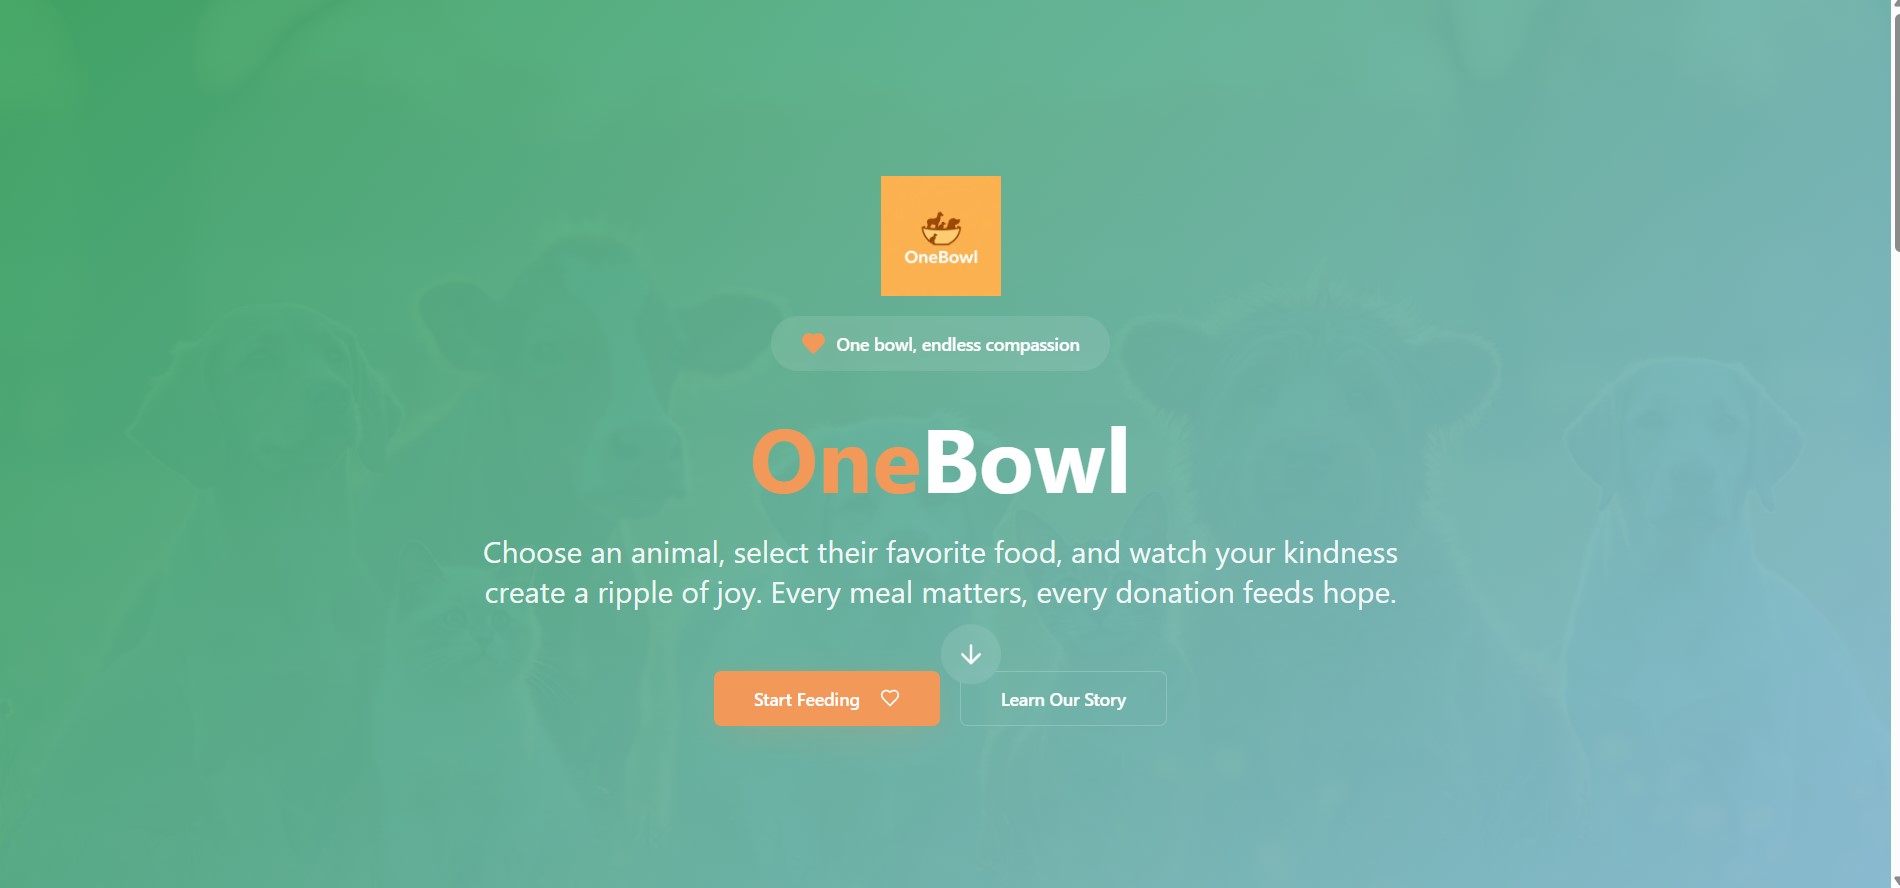 OneBowl
One bowl, endless compassion
OneBowl
Choose an animal, select their favorite food, and watch your kindness
create a ripple of joy. Every meal matters, every donation feeds hope.
Start Feeding
Learn Our Story